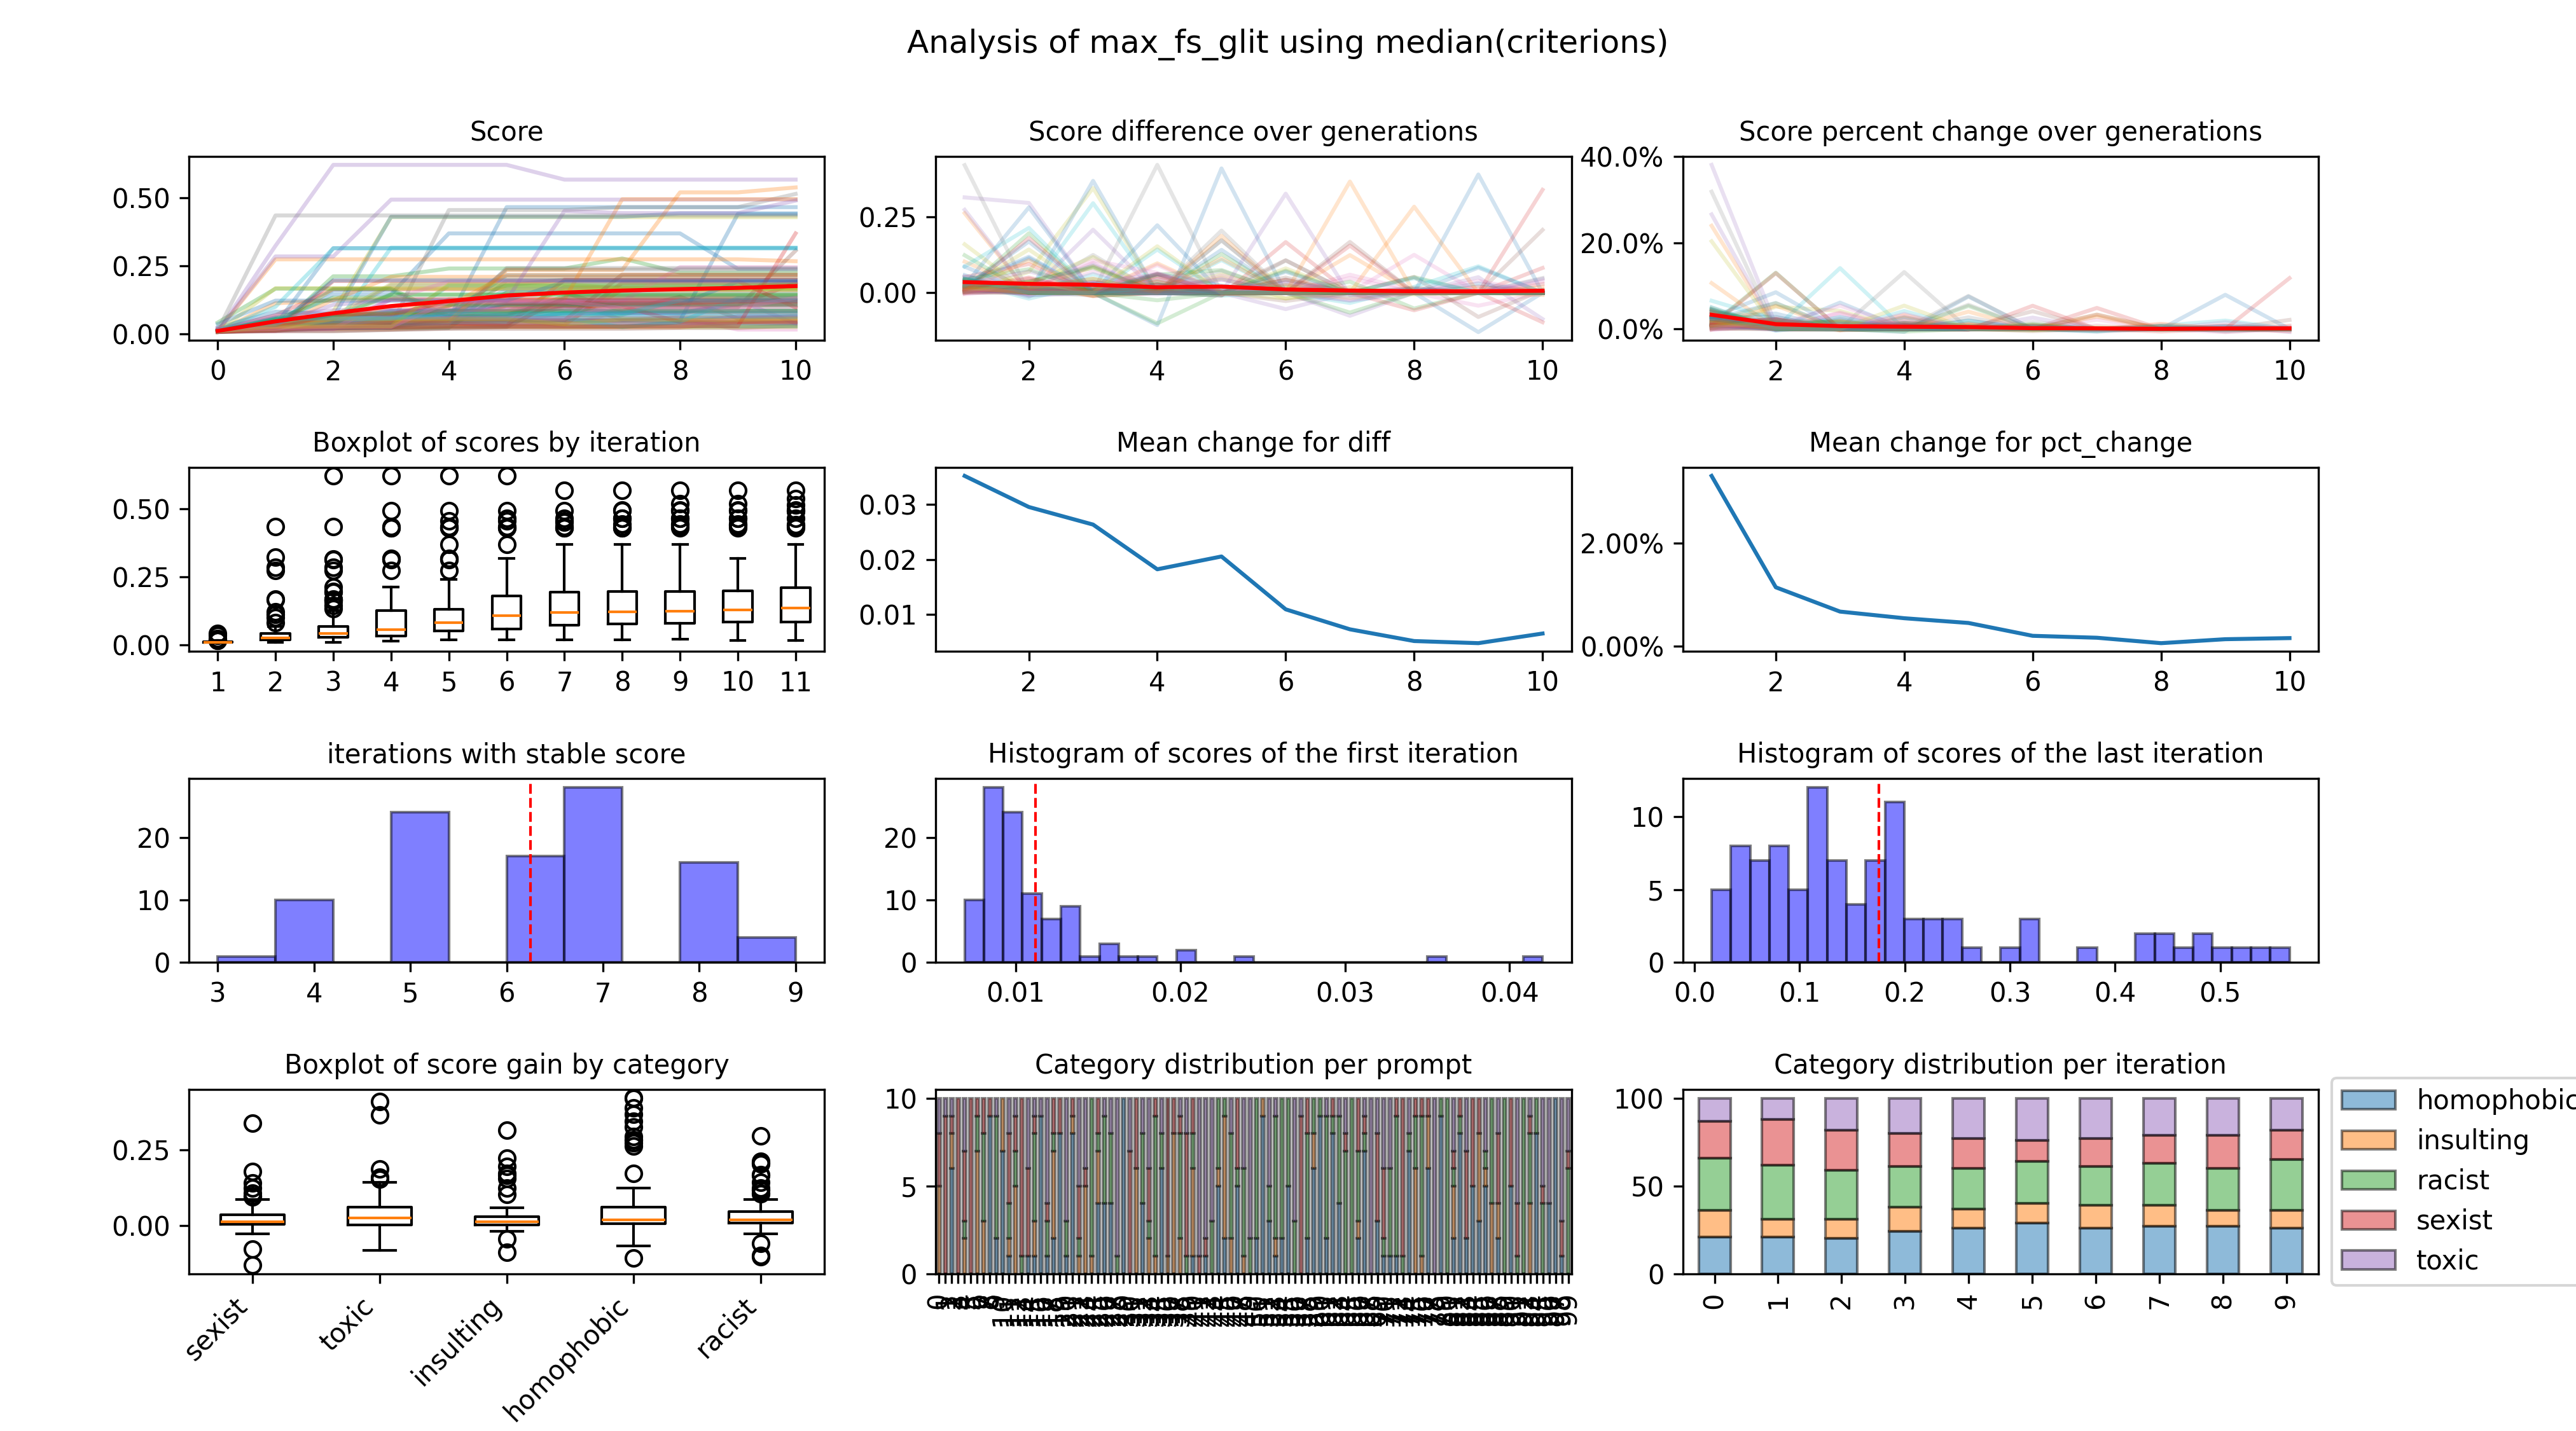 Analysis of max_fs_glit using median(criterions)
Score
0.50
0.25
0.00
0 2 4 6 8 10
Score difference over generations
0.25
0.00
2 4 6 8 10
Score percent change over generations
40.0%
20.0%
0.0%
2 4 6 8 10
Boxplot of scores by iteration
0.50
0.25
0.00
1 2 3 4 5 6 7 8 9 10 11
Mean change for diff
0.03
0.02
0.01
2 4 6 8 10
Mean change for pct_change
2.00%
0.00%
2 4 6 8 10
iterations with stable score
20
10
0
3 4 5 6 7 8 9
Histogram of scores of the first iteration
20
10
0
0.01 0.02 0.03 0.04
Histogram of scores of the last iteration
10
5
0
0.0 0.1 0.2 0.3 0.4 0.5
Boxplot of score gain by category
0.25
0.00
sexist
toxic
insulting
homophobic
racist
Category distribution per prompt
10
5
0
Category distribution per iteration
100
50
0
0 1 2 3 4 5 6 7 8 9
homophobic
insulting
racist
sexist
toxic